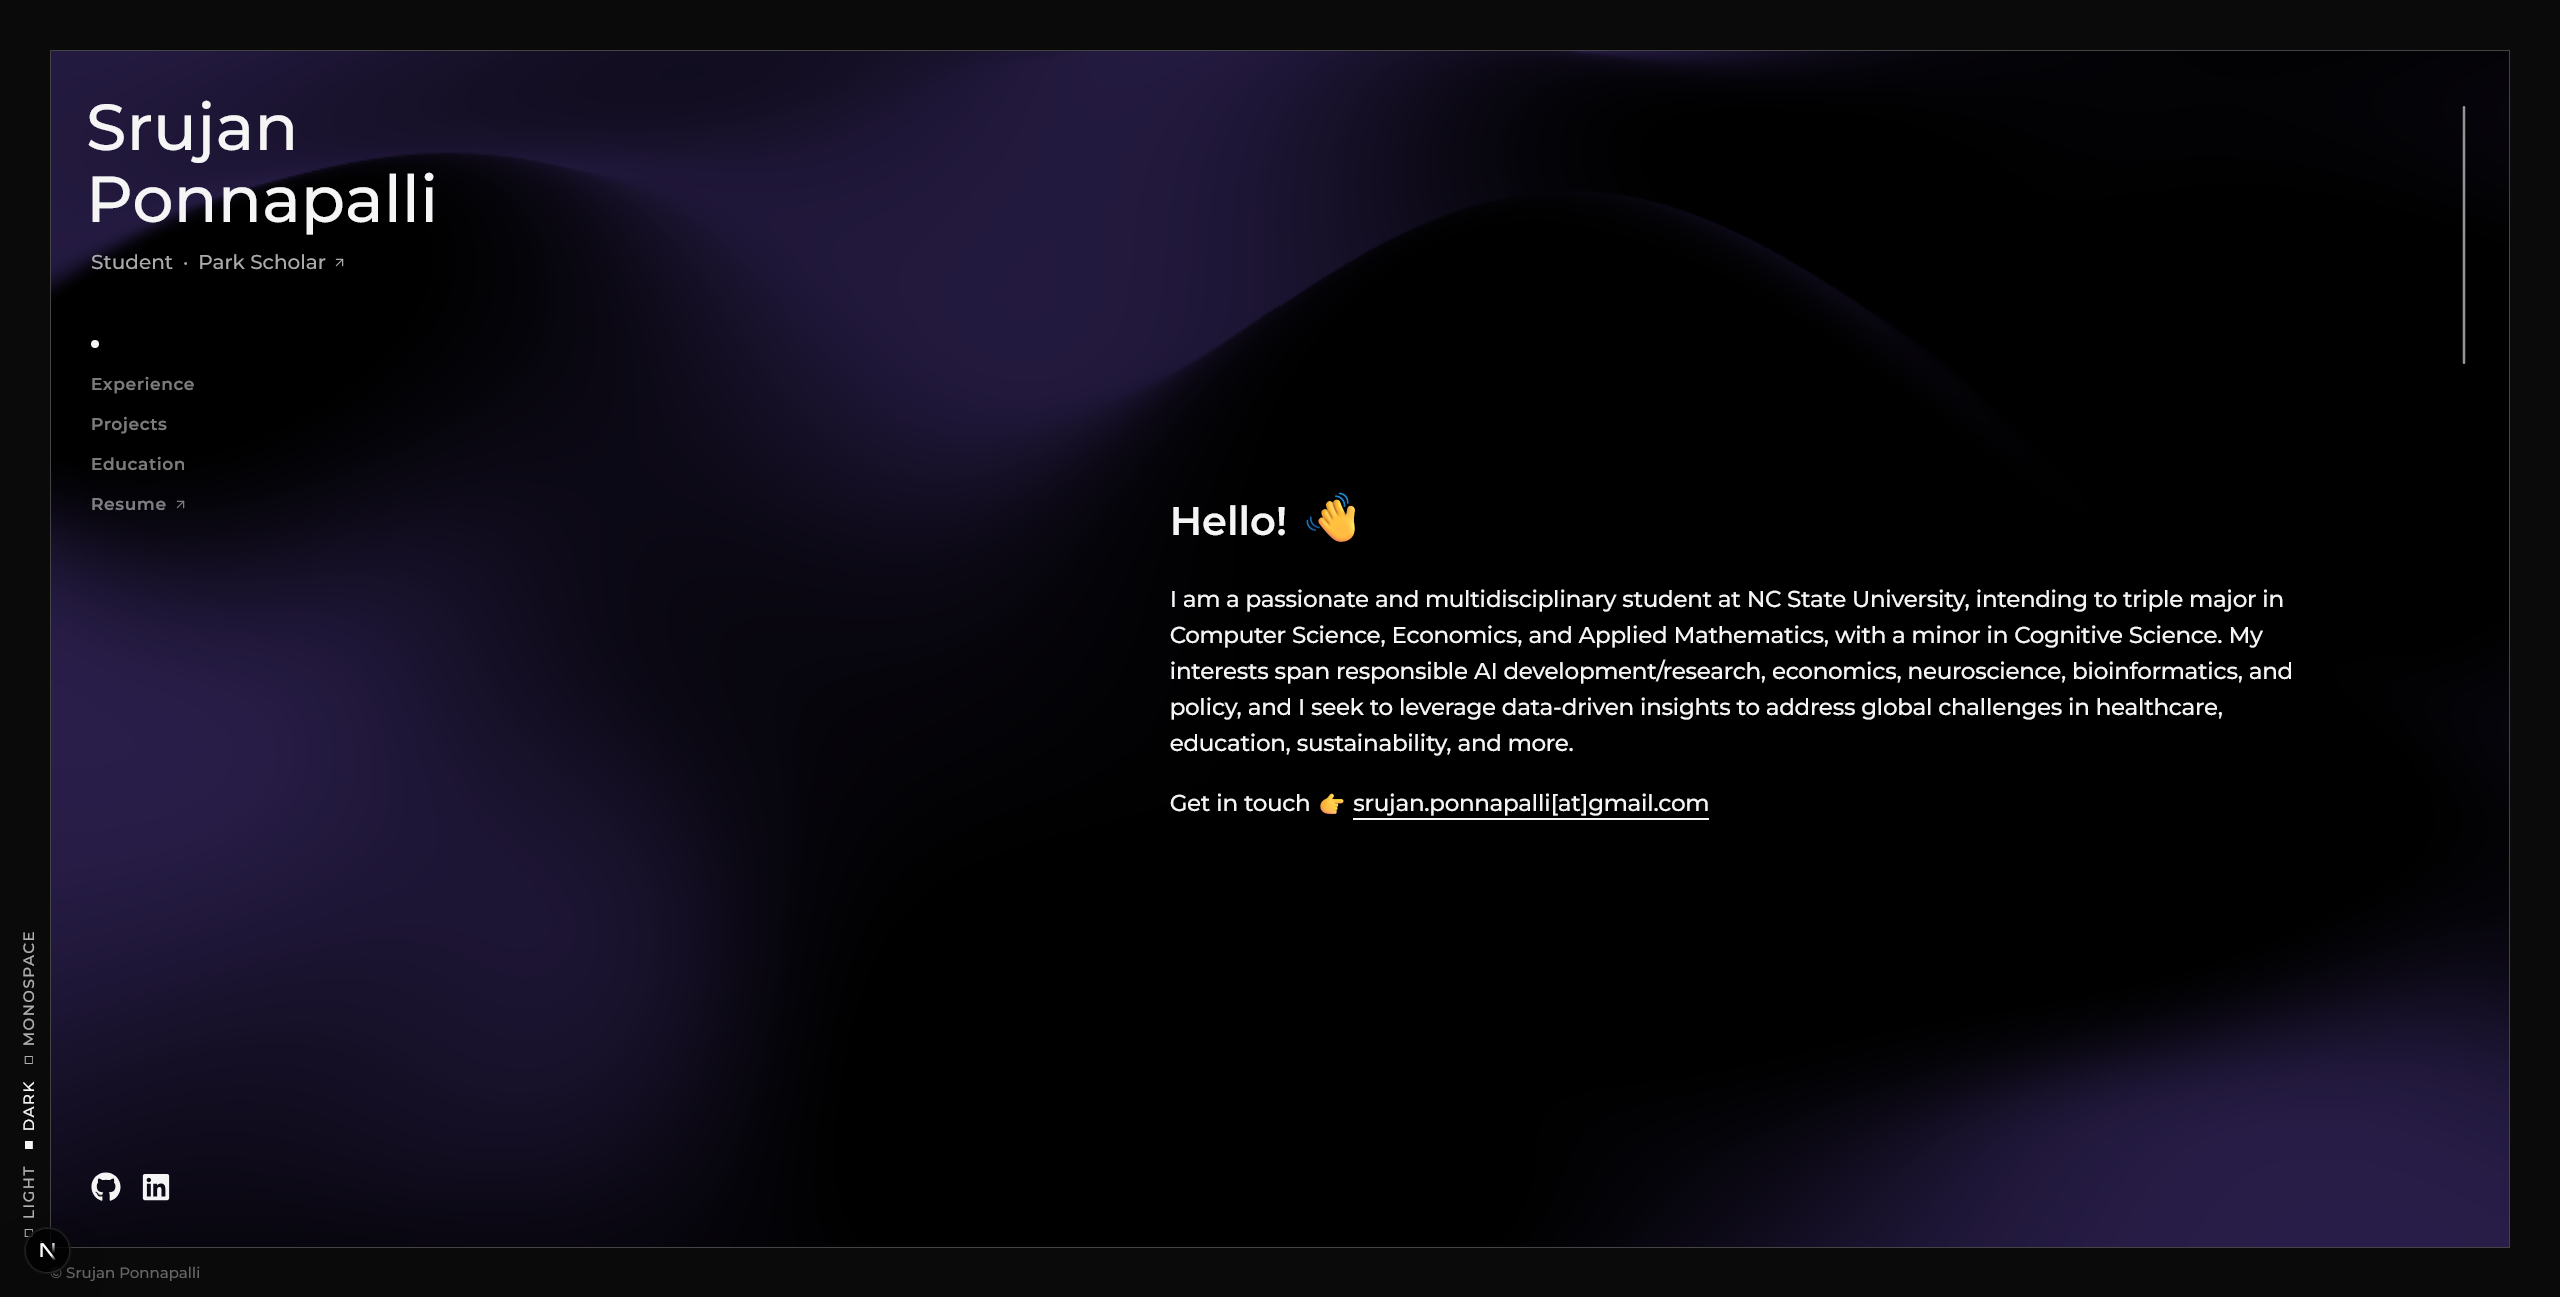 Srujan
Ponnapalli
Student · Park Scholar ↗
Experience
Projects
Education
Resume ↗
Hello! 👋
I am a passionate and multidisciplinary student at NC State University, intending to triple major in
Computer Science, Economics, and Applied Mathematics, with a minor in Cognitive Science. My
interests span responsible AI development/research, economics, neuroscience, bioinformatics, and
policy, and I seek to leverage data-driven insights to address global challenges in healthcare,
education, sustainability, and more.
Get in touch 👉 srujan.ponnapalli[at]gmail.com
LIGHT
DARK
MONOSPACE
in
N
© Srujan Ponnapalli